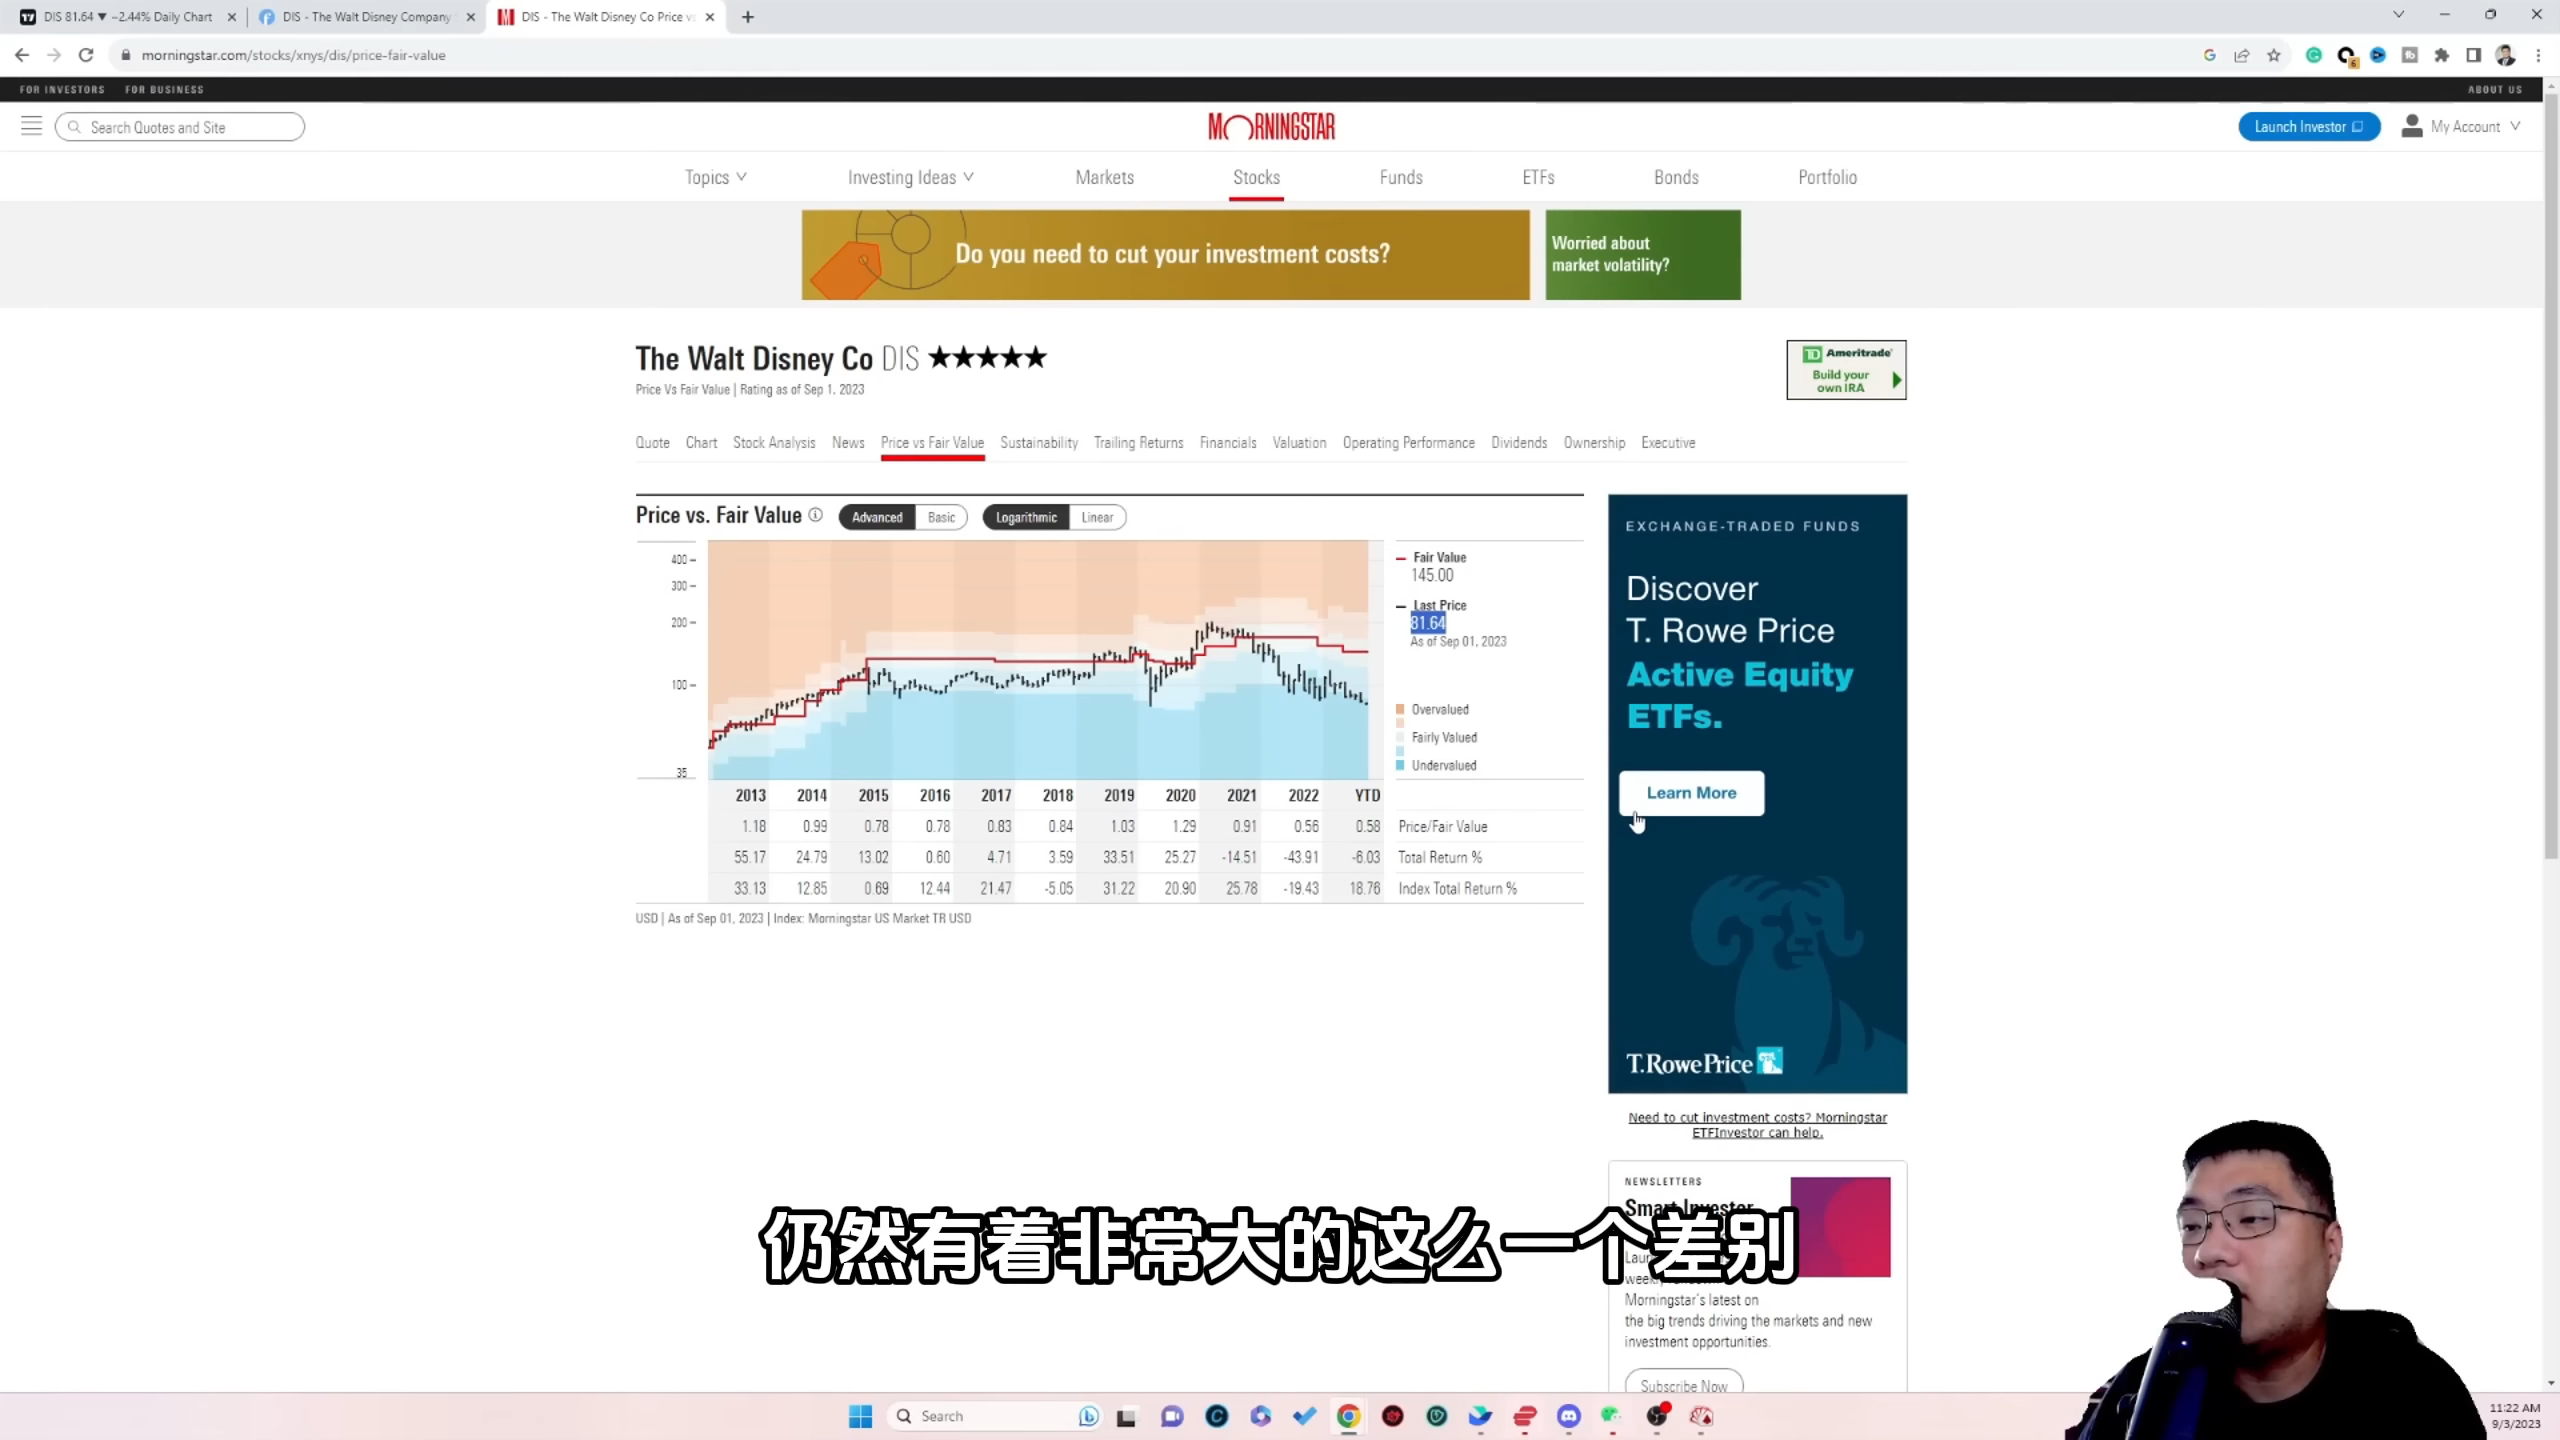 DIS 81.64 ▼ −2.44% Daily Chart
DIS - The Walt Disney Company
DIS - The Walt Disney Co Price vs
morningstar.com/stocks/xnys/dis/price-fair-value
FOR INVESTORS FOR BUSINESS
ABOUT US
Search Quotes and Site
MORNINGSTAR
Launch Investor
My Account
Topics
Investing Ideas
Markets
Stocks
Funds
ETFs
Bonds
Portfolio
Do you need to cut your investment costs?
Worried about
market volatility?
The Walt Disney Co DIS ★★★★★
Price Vs Fair Value | Rating as of Sep 1, 2023
TD Ameritrade
Build your
own IRA
Quote Chart Stock Analysis News Price vs Fair Value Sustainability Trailing Returns Financials Valuation Operating Performance Dividends Ownership Executive
Price vs. Fair Value
Advanced Basic
Logarithmic Linear
400
300
200
100
35
Fair Value
145.00
Last Price
81.64
As of Sep 01, 2023
Overvalued
Fairly Valued
Undervalued
2013 2014 2015 2016 2017 2018 2019 2020 2021 2022 YTD
1.18 0.99 0.78 0.78 0.83 0.84 1.03 1.29 0.91 0.56 0.58 Price/Fair Value
55.17 24.79 13.02 0.60 4.71 3.59 33.51 25.27 -14.51 -43.91 -6.03 Total Return %
33.13 12.85 0.69 12.44 21.47 -5.05 31.22 20.90 25.78 -19.43 18.76 Index Total Return %
USD | As of Sep 01, 2023 | Index: Morningstar US Market TR USD
EXCHANGE-TRADED FUNDS
Discover
T. Rowe Price
Active Equity
ETFs.
Learn More
T.RowePrice
Need to cut investment costs? Morningstar
ETFInvestor can help.
NEWSLETTERS
Smart Investor
Morningstar's latest on
the big trends driving the markets and new
investment opportunities.
Subscribe Now
仍然有着非常大的这么一个差别
Search
11:22 AM
9/3/2023